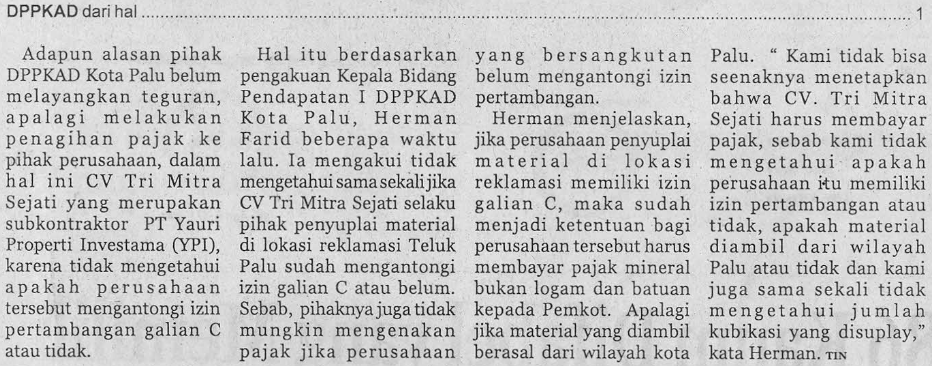 DPPKAD dari hal ........ 1
Adapun alasan pihak
DPPKAD Kota Palu belum
melayangkan teguran,
apalagi melakukan
penagihan pajak ke
pihak perusahaan, dalam
hal ini CV Tri Mitra
Sejati yang merupakan
subkontraktor PT Yauri
Properti Investama (YPI),
karena tidak mengetahui
apakah perusahaan
tersebut mengantongi izin
pertambangan galian C
atau tidak.
Hal itu berdasarkan
pengakuan Kepala Bidang
Pendapatan I DPPKAD
Kota Palu, Herman
Farid beberapa waktu
lalu. Ia mengakui tidak
mengetahui sama sekali jika
CV Tri Mitra Sejati selaku
pihak penyuplai material
di lokasi reklamasi Teluk
Palu sudah mengantongi
izin galian C atau belum.
Sebab, pihaknya juga tidak
mungkin mengenakan
pajak jika perusahaan
yang bersangkutan
belum mengantongi izin
pertambangan.
Herman menjelaskan,
jika perusahaan penyuplai
material di lokasi
reklamasi memiliki izin
galian C, maka sudah
menjadi ketentuan bagi
perusahaan tersebut harus
membayar pajak mineral
bukan logam dan batuan
kepada Pemkot. Apalagi
jika material yang diambil
berasal dari wilayah kota
Palu. “ Kami tidak bisa
seenaknya menetapkan
bahwa CV. Tri Mitra
Sejati harus membayar
pajak, sebab kami tidak
mengetahui apakah
perusahaan itu memiliki
izin pertambangan atau
tidak, apakah material
diambil dari wilayah
Palu atau tidak dan kami
juga sama sekali tidak
mengetahui jumlah
kubikasi yang disuplay,”
kata Herman. TIN